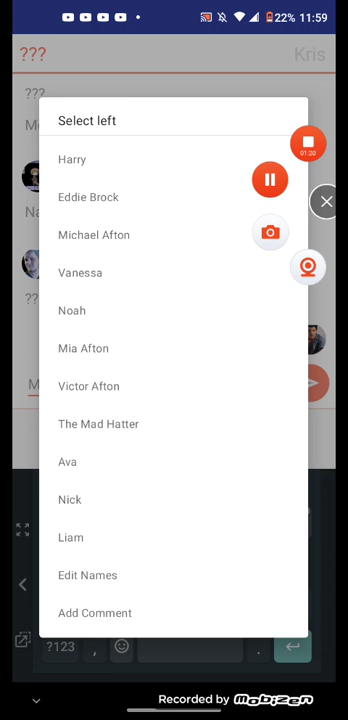 22% 11:59
??? Kris
???
Select left
01:20
Harry
Eddie Brock
Michael Afton
Vanessa
Noah
Mia Afton
Victor Afton
The Mad Hatter
Ava
Nick
Liam
Edit Names
Add Comment
?123 , .
Recorded by mobizen